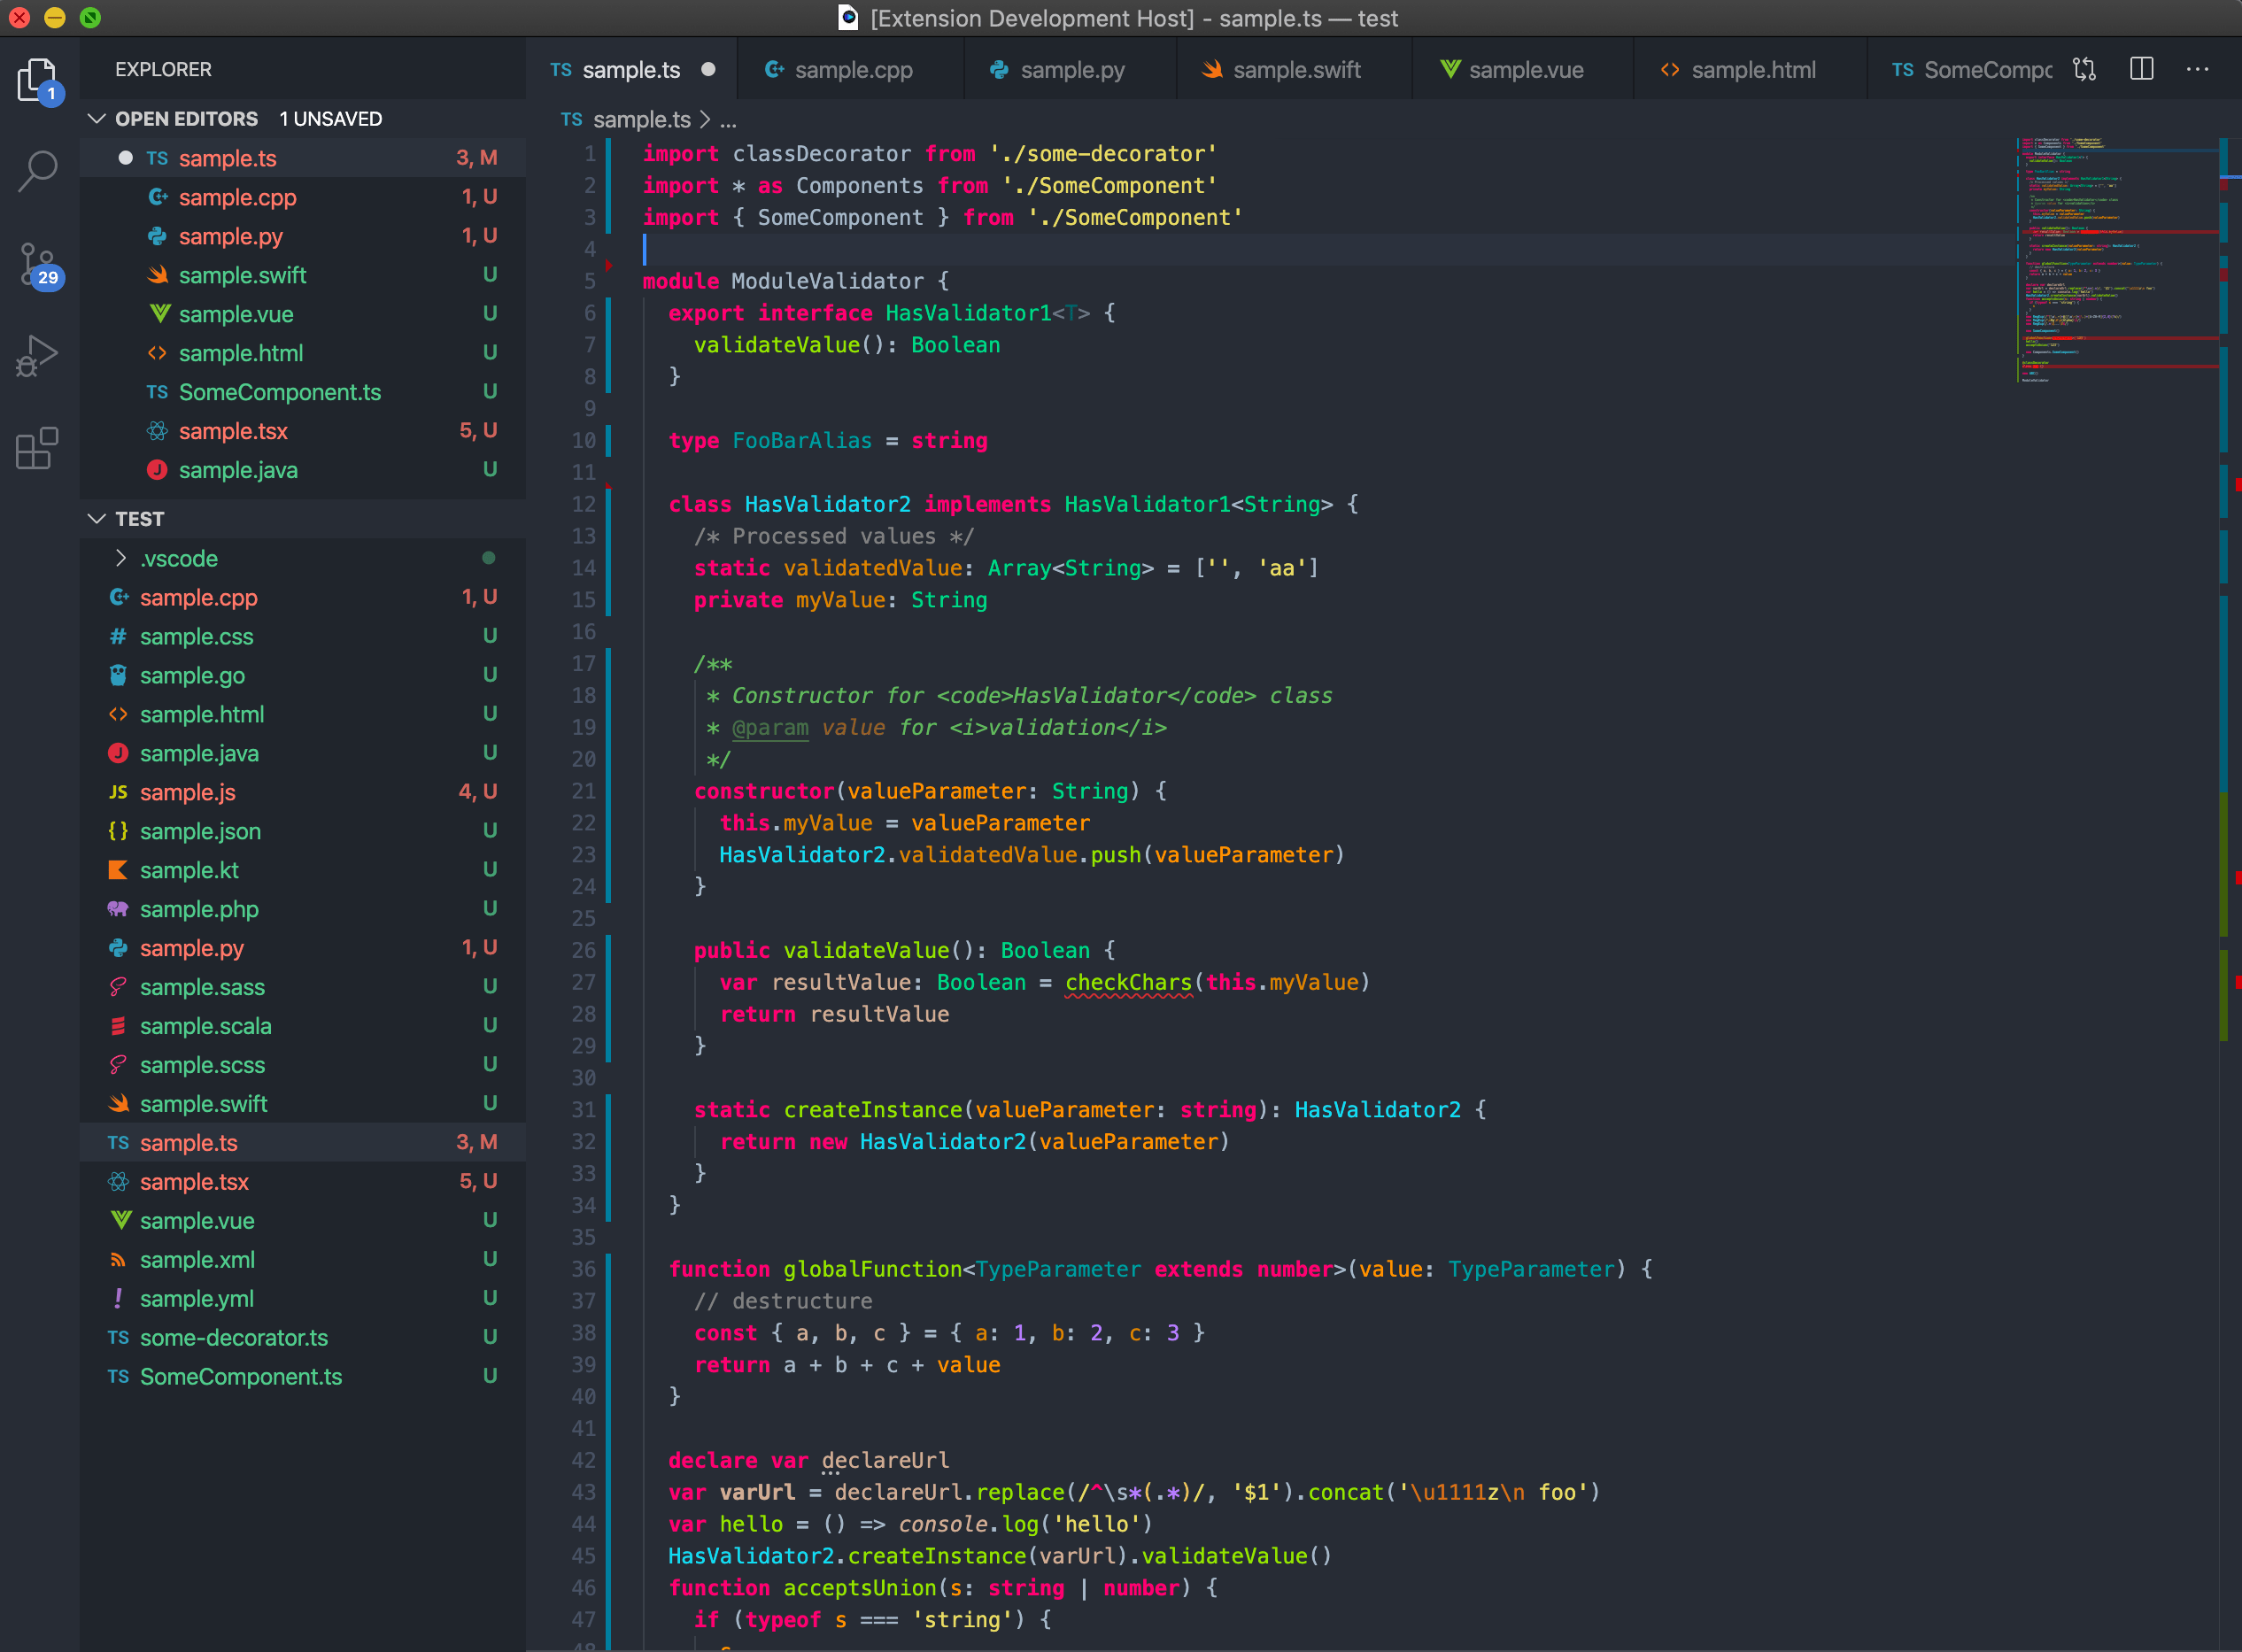 [Extension Development Host] - sample.ts — test
EXPLORER
OPEN EDITORS 1 UNSAVED
TS sample.ts 3, M
sample.cpp 1, U
sample.py 1, U
sample.swift U
sample.vue U
<> sample.html U
TS SomeComponent.ts U
sample.tsx 5, U
J sample.java U
TEST
.vscode
sample.cpp 1, U
# sample.css U
sample.go U
<> sample.html U
J sample.java U
JS sample.js 4, U
{} sample.json U
sample.kt U
sample.php U
sample.py 1, U
sample.sass U
sample.scala U
sample.scss U
sample.swift U
TS sample.ts 3, M
sample.tsx 5, U
sample.vue U
sample.xml U
! sample.yml U
TS some-decorator.ts U
TS SomeComponent.ts U
1
29
TS sample.ts sample.cpp sample.py sample.swift sample.vue <> sample.html TS SomeCompo
TS sample.ts > ...
1 import classDecorator from './some-decorator'
2 import * as Components from './SomeComponent'
3 import { SomeComponent } from './SomeComponent'
4
5 module ModuleValidator {
6 export interface HasValidator1<T> {
7 validateValue(): Boolean
8 }
9
10 type FooBarAlias = string
11
12 class HasValidator2 implements HasValidator1<String> {
13 /* Processed values */
14 static validatedValue: Array<String> = ['', 'aa']
15 private myValue: String
16
17 /**
18 * Constructor for <code>HasValidator</code> class
19 * @param value for <i>validation</i>
20 */
21 constructor(valueParameter: String) {
22 this.myValue = valueParameter
23 HasValidator2.validatedValue.push(valueParameter)
24 }
25
26 public validateValue(): Boolean {
27 var resultValue: Boolean = checkChars(this.myValue)
28 return resultValue
29 }
30
31 static createInstance(valueParameter: string): HasValidator2 {
32 return new HasValidator2(valueParameter)
33 }
34 }
35
36 function globalFunction<TypeParameter extends number>(value: TypeParameter) {
37 // destructure
38 const { a, b, c } = { a: 1, b: 2, c: 3 }
39 return a + b + c + value
40 }
41
42 declare var declareUrl
43 var varUrl = declareUrl.replace(/^\s*(.*)/, '$1').concat('\u1111z\n foo')
44 var hello = () => console.log('hello')
45 HasValidator2.createInstance(varUrl).validateValue()
46 function acceptsUnion(s: string | number) {
47 if (typeof s === 'string') {